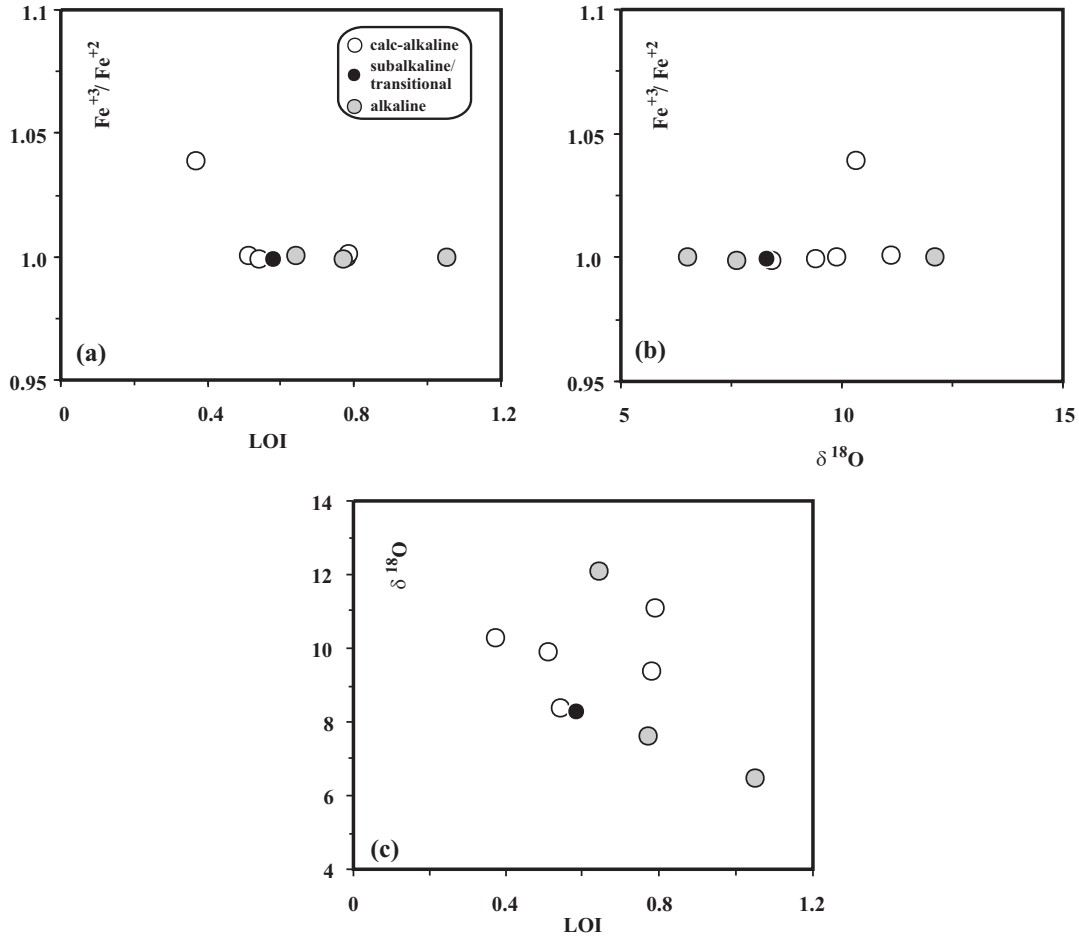 1.1
1.05
1.0
0.95
Fe⁺³/ Fe⁺²
calc-alkaline
subalkaline/
transitional
alkaline
(a)
0 0.4 0.8 1.2
LOI
1.1
1.05
1.0
0.95
Fe⁺³/ Fe⁺²
(b)
5 10 15
δ ¹⁸O
14
12
10
8
6
4
δ ¹⁸O
(c)
0 0.4 0.8 1.2
LOI